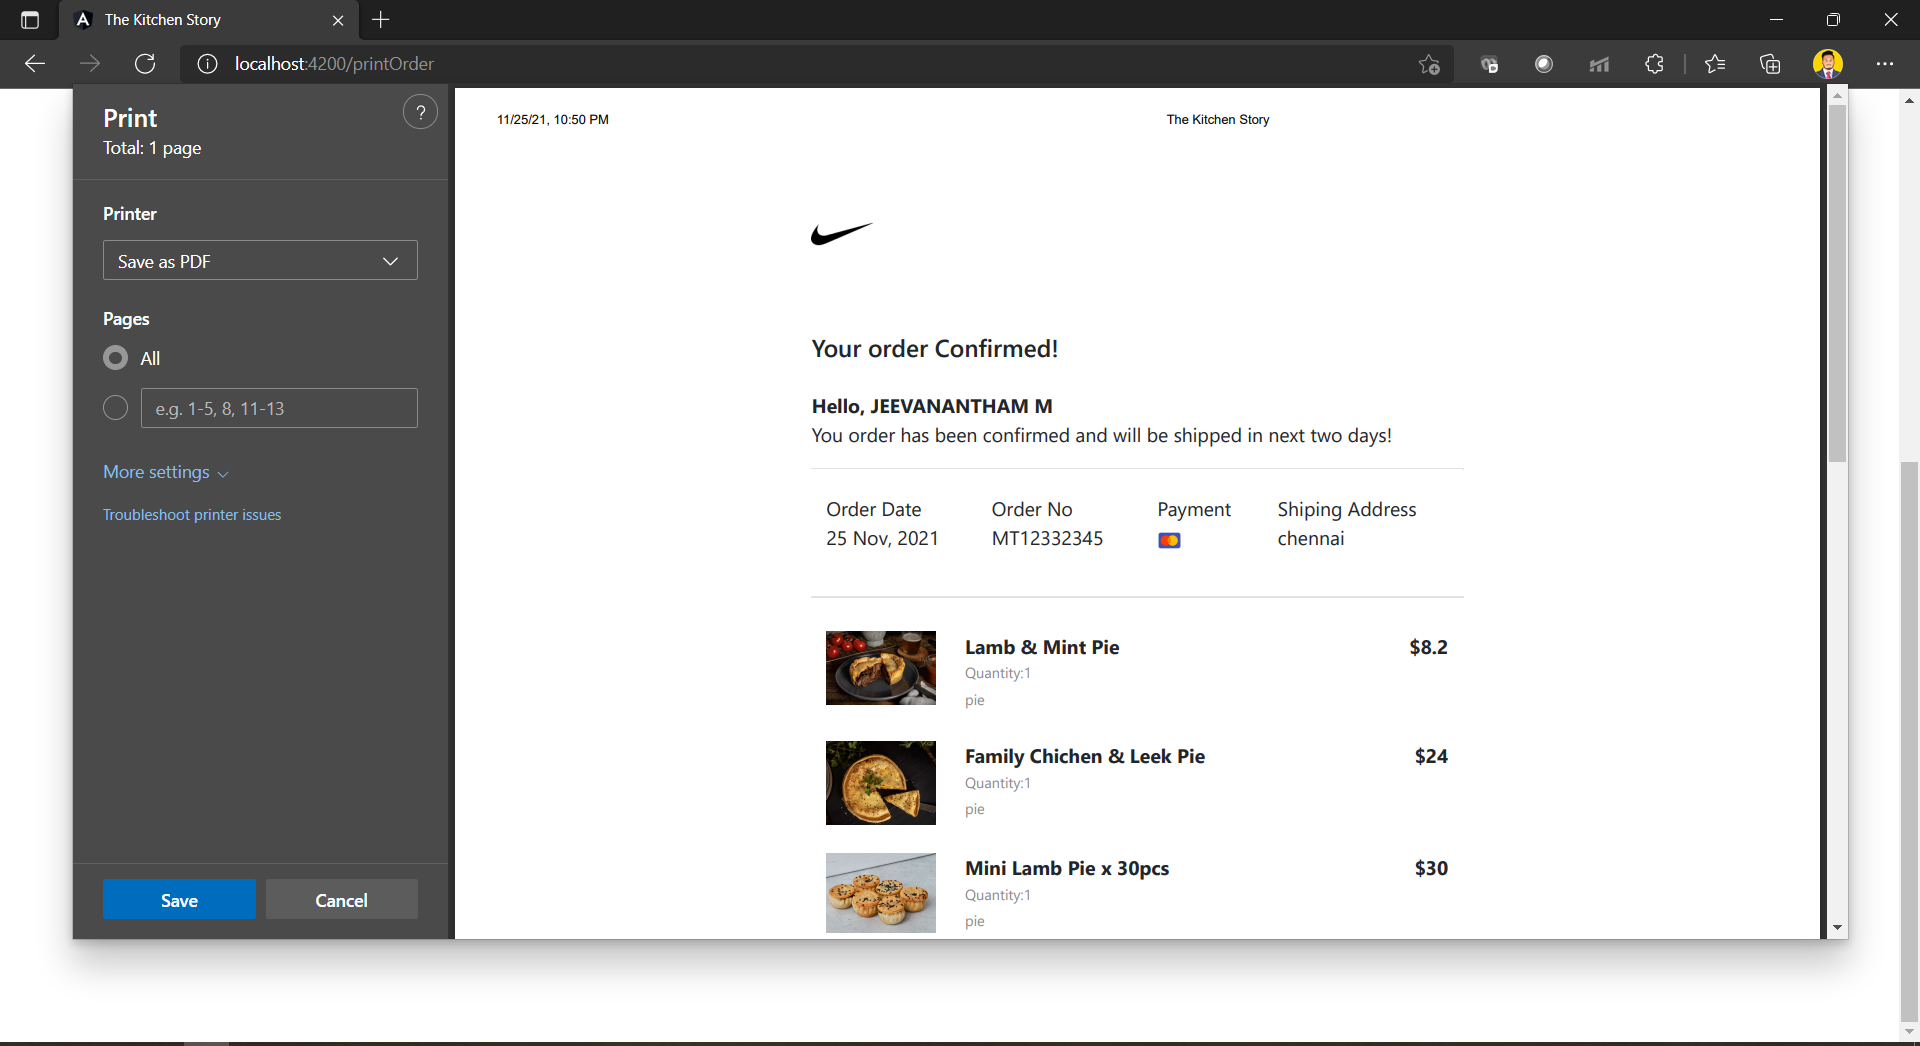 The Kitchen Story
localhost:4200/printOrder
Print
Total: 1 page
?
Printer
Save as PDF
Pages
All
e.g. 1-5, 8, 11-13
More settings
Troubleshoot printer issues
Save
Cancel
11/25/21, 10:50 PM
The Kitchen Story
Your order Confirmed!
Hello, JEEVANANTHAM M
You order has been confirmed and will be shipped in next two days!
Order Date
25 Nov, 2021
Order No
MT12332345
Payment
Shiping Address
chennai
Lamb & Mint Pie
$8.2
Quantity:1
pie
Family Chichen & Leek Pie
$24
Quantity:1
pie
Mini Lamb Pie x 30pcs
$30
Quantity:1
pie